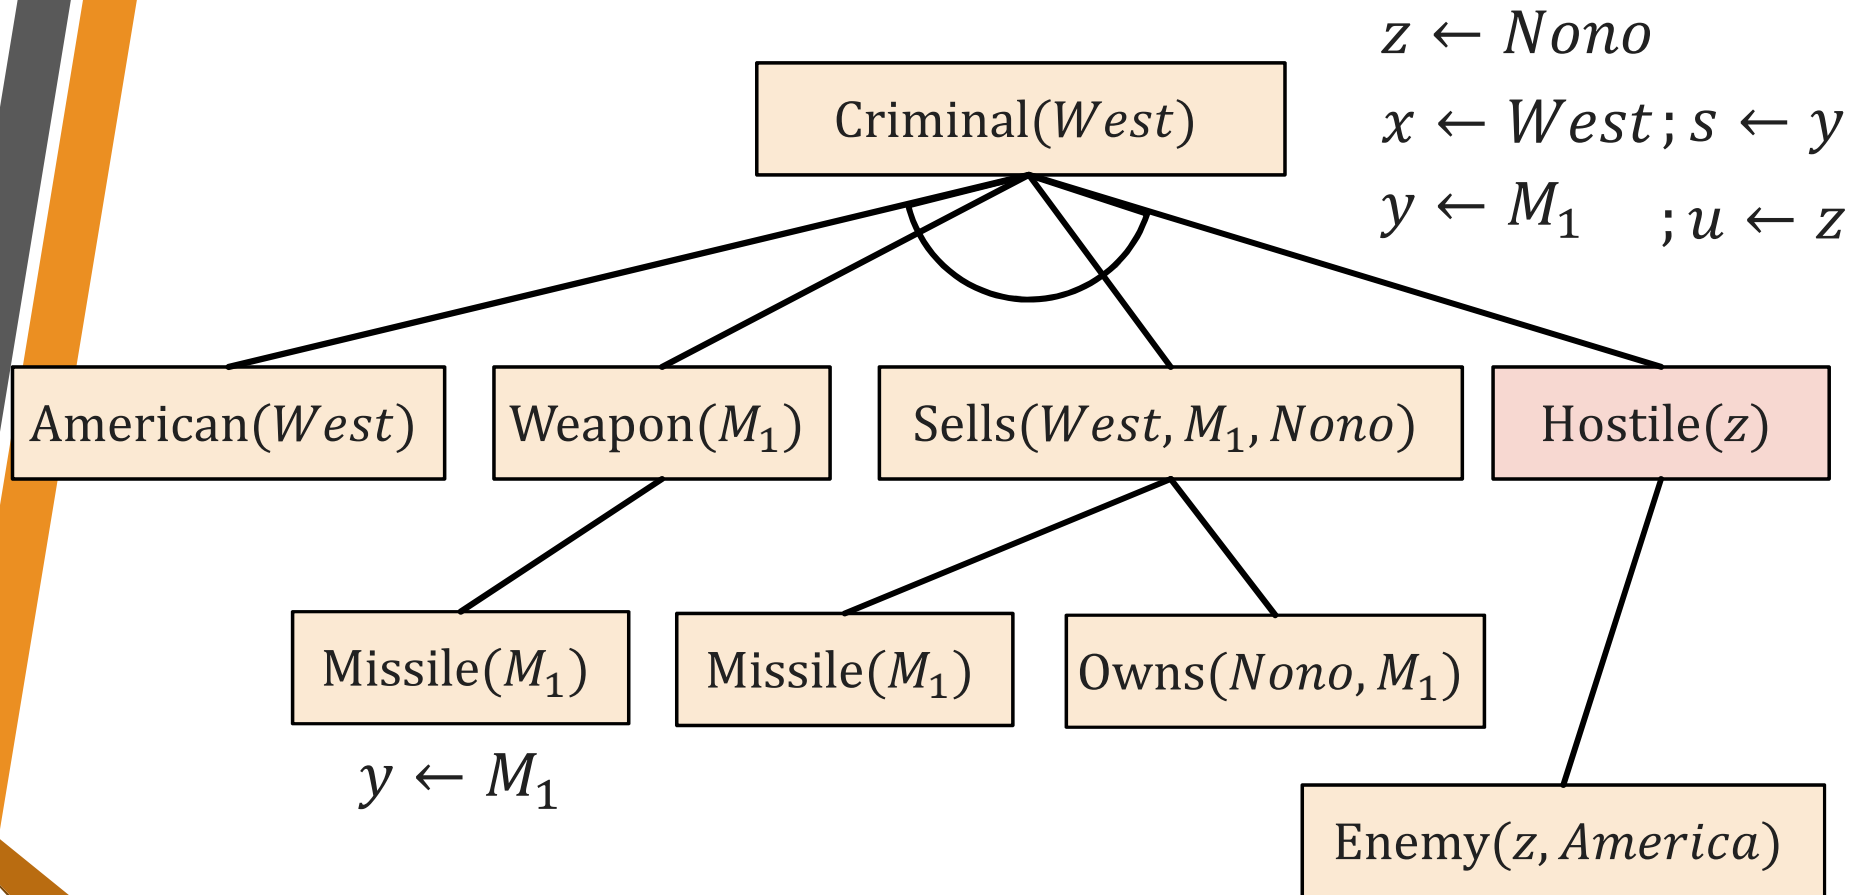 z ← Nono
Criminal(West)
x ← West ; s ← y
y ← M₁ ; u ← z
American(West)
Weapon(M₁)
Sells(West, M₁, Nono)
Hostile(z)
Missile(M₁)
Missile(M₁)
Owns(Nono, M₁)
y ← M₁
Enemy(z, America)